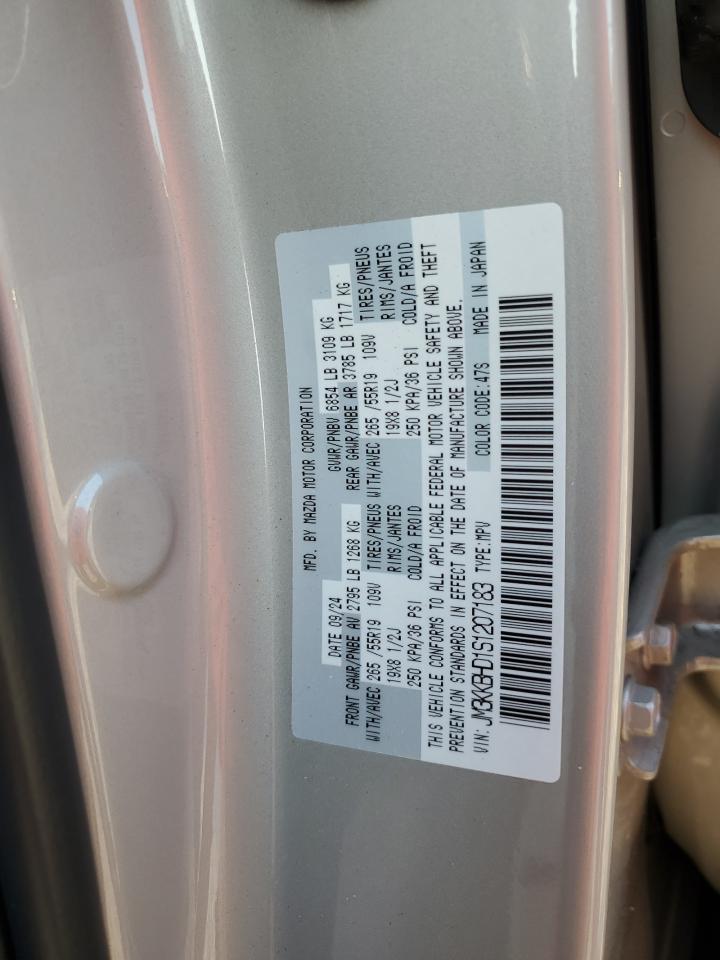 MFD. BY MAZDA MOTOR CORPORATION
DATE 09/24 GVWR/PNBV 6854 LB 3109 KG
FRONT GAWR/PNBE AV 2795 LB 1268 KG REAR GAWR/PNBE AR 3785 LB 1717 KG
WITH/AVEC 265 /55R19 109V TIRES/PNEUS WITH/AVEC 265 /55R19 109V TIRES/PNEUS
19X8 1/2J RIMS/JANTES 19X8 1/2J RIMS/JANTES
250 KPA/36 PSI COLD/A FROID 250 KPA/36 PSI COLD/A FROID
THIS VEHICLE CONFORMS TO ALL APPLICABLE FEDERAL MOTOR VEHICLE SAFETY AND THEFT
PREVENTION STANDARDS IN EFFECT ON THE DATE OF MANUFACTURE SHOWN ABOVE.
VIN: JM3KKBHD1S1207183 TYPE:MPV COLOR CODE:47S MADE IN JAPAN